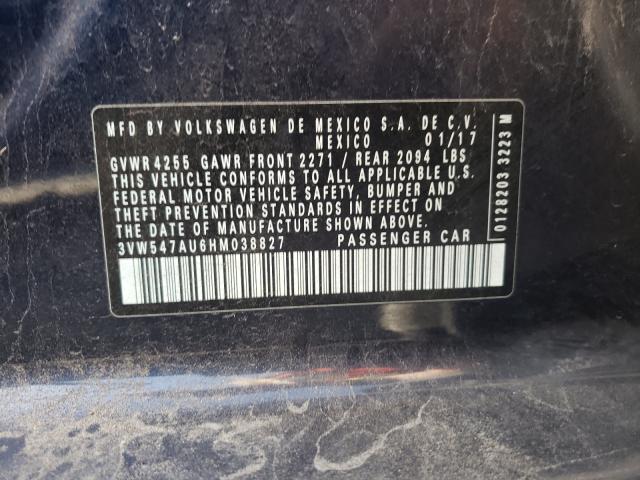 MFD BY VOLKSWAGEN DE MEXICO S.A. DE C.V.
MEXICO 01/17
GVWR 4255 GAWR FRONT 2271 / REAR 2094 LBS
THIS VEHICLE CONFORMS TO ALL APPLICABLE U.S.
FEDERAL MOTOR VEHICLE SAFETY, BUMPER AND
THEFT PREVENTION STANDARDS IN EFFECT ON
THE DATE OF MANUFACTURE SHOWN ABOVE.
3VW547AU6HM038827 PASSENGER CAR
0128203 3223 M